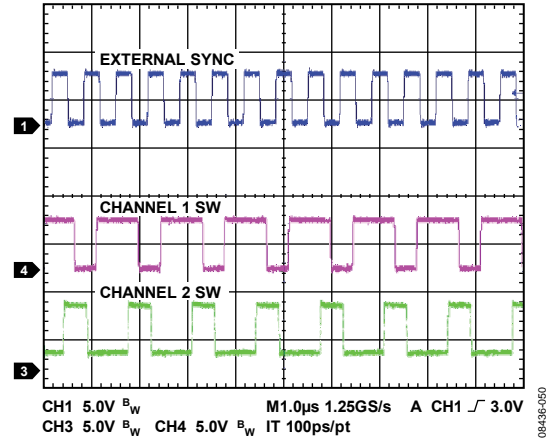 EXTERNAL SYNC
1
CHANNEL 1 SW
4
CHANNEL 2 SW
3
CH1 5.0V BW M1.0µs 1.25GS/s A CH1 3.0V
CH3 5.0V BW CH4 5.0V BW IT 100ps/pt
08436-050